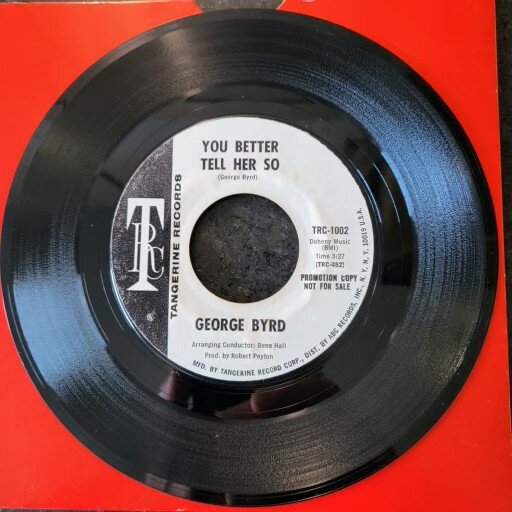 YOU BETTER
TELL HER SO
(George Byrd)
TRC
TANGERINE RECORDS
TRC-1002
Doheny Music
(BMI)
Time 3:27
(TRC-452)
PROMOTION COPY
NOT FOR SALE
GEORGE BYRD
Arranging Conductor: Rene Hall
Prod. by Robert Peyton
MFD. BY TANGERINE RECORD CORP., DIST. BY ABC RECORDS, INC., N. Y., N. Y. 10019 U.S.A.